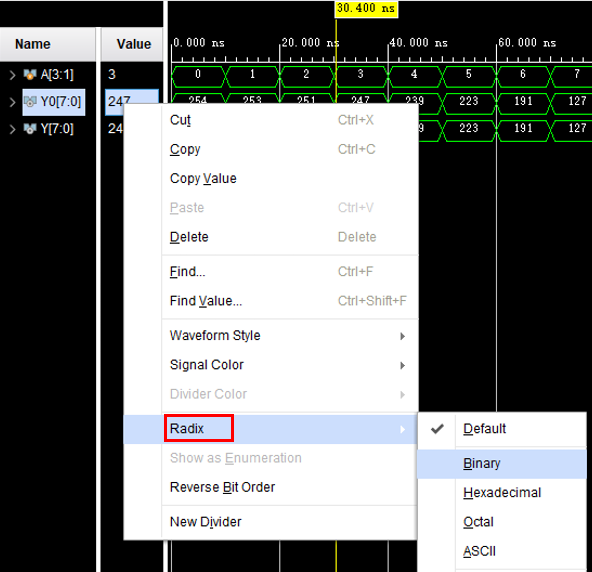 30.400 ns
Name Value
0.000 ns 20.000 ns 40.000 ns 60.000 ns
A[3:1] 3 0 1 2 3 4 5 6 7
Y0[7:0] 247 254 253 251 247 239 223 191 127
Y[7:0] 24 223 191 127
Cut Ctrl+X
Copy Ctrl+C
Copy Value
Paste Ctrl+V
Delete Delete
Find... Ctrl+F
Find Value... Ctrl+Shift+F
Waveform Style
Signal Color
Divider Color
Radix
Default
Show as Enumeration
Binary
Reverse Bit Order
Hexadecimal
New Divider
Octal
ASCII